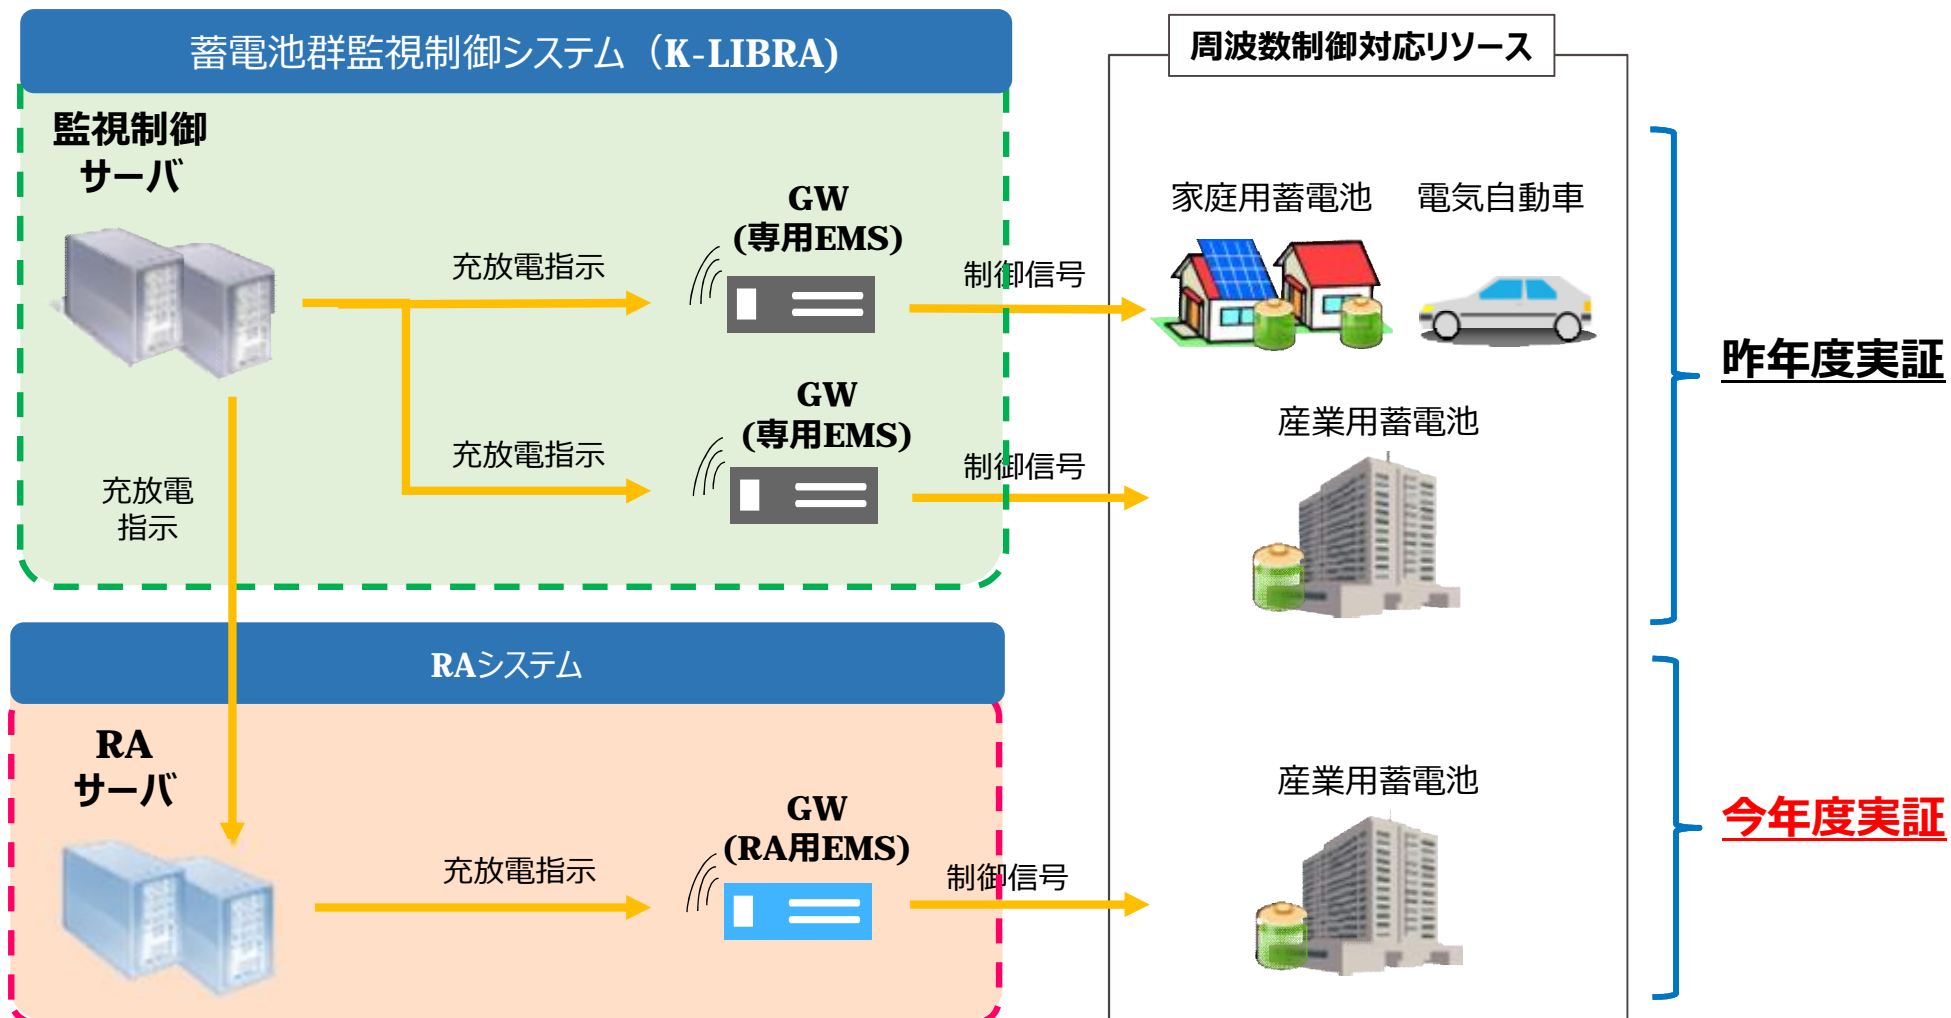 蓄電池群監視制御システム（K-LIBRA)
周波数制御対応リソース
監視制御
サーバ
GW
(専用EMS)
充放電指示
制御信号
家庭用蓄電池
電気自動車
昨年度実証
GW
(専用EMS)
充放電指示
制御信号
産業用蓄電池
充放電
指示
RAシステム
RA
サーバ
GW
(RA用EMS)
充放電指示
制御信号
産業用蓄電池
今年度実証